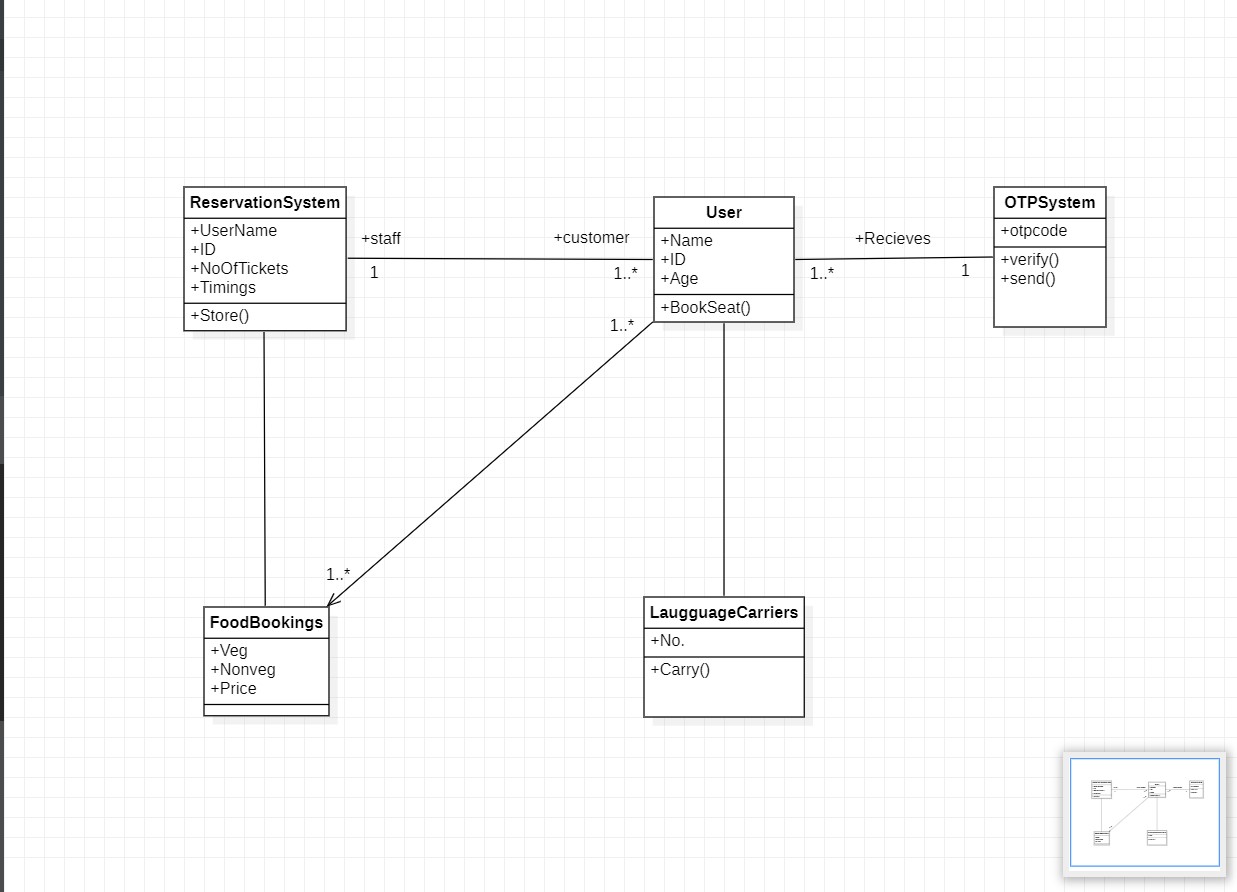 ReservationSystem
+UserName
+ID
+NoOfTickets
+Timings
+Store()
+staff
1
+customer
1..*
User
+Name
+ID
+Age
+BookSeat()
+Recieves
1..*
1
OTPSystem
+otpcode
+verify()
+send()
1..*
1..*
FoodBookings
+Veg
+Nonveg
+Price
LaugguageCarriers
+No.
+Carry()